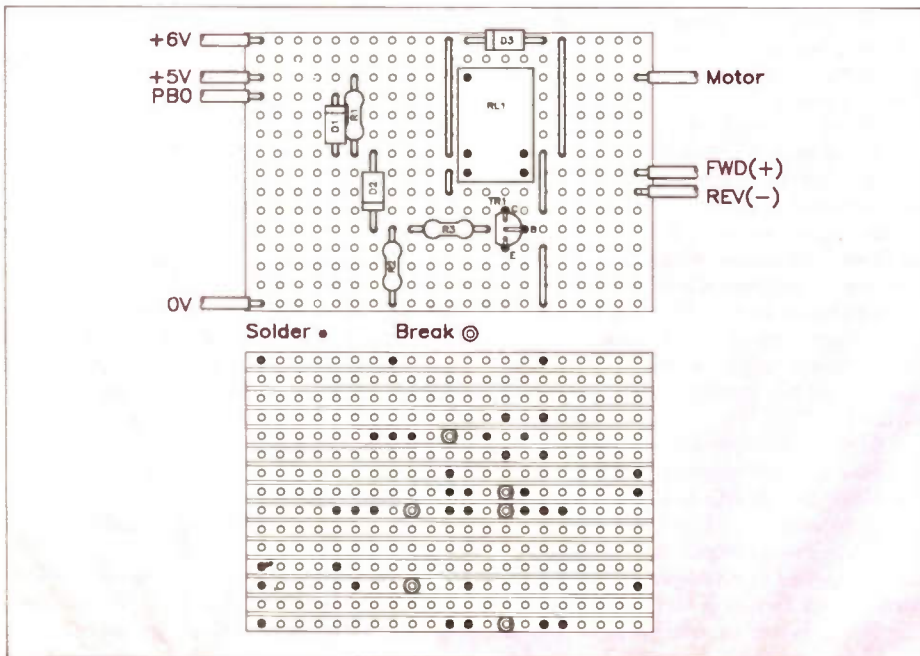 +6V
+5V
PB0
0V
D3
RL1
D1
R1
D2
TR1
C
B
E
R3
R2
Motor
FWD(+)
REV(−)
Solder
Break